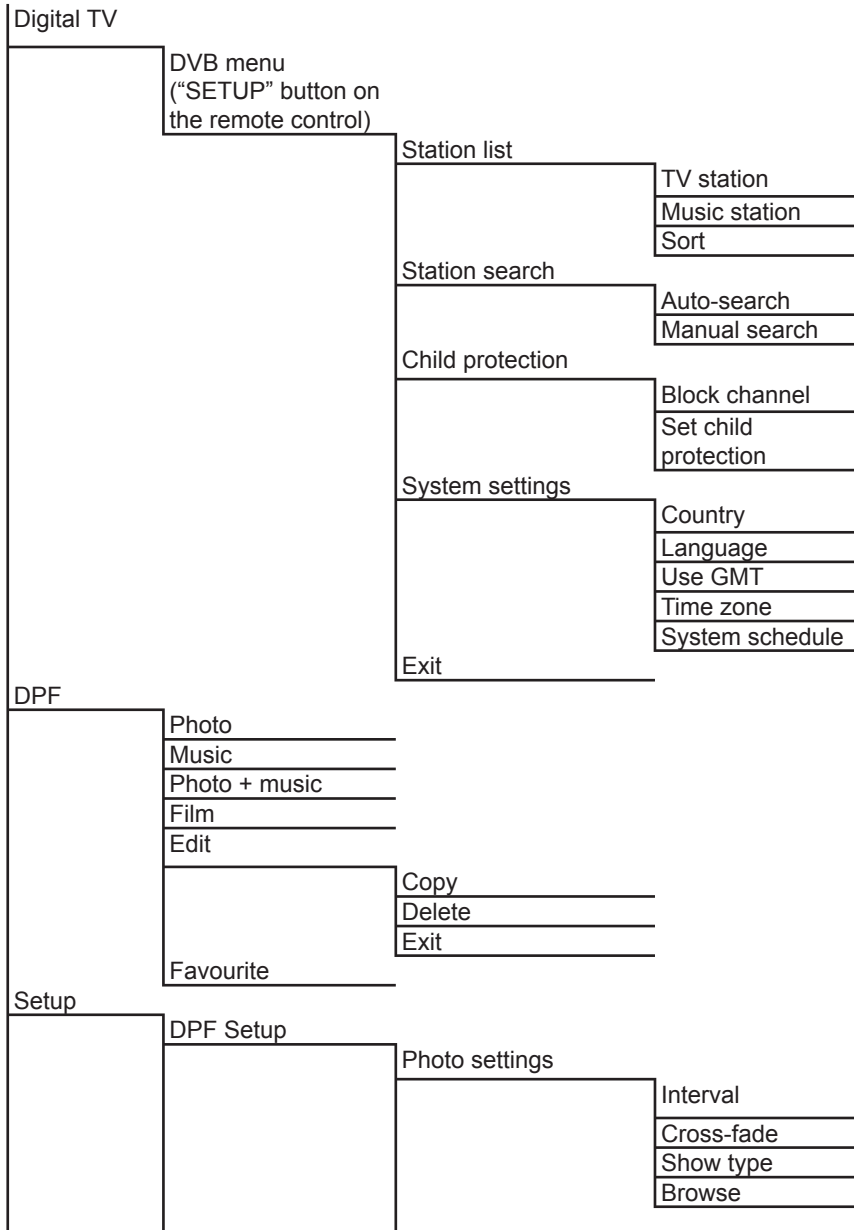 Digital TV
DVB menu
(“SETUP” button on
the remote control)
Station list
TV station
Music station
Sort
Station search
Auto-search
Manual search
Child protection
Block channel
Set child
protection
System settings
Country
Language
Use GMT
Time zone
System schedule
Exit
DPF
Photo
Music
Photo + music
Film
Edit
Copy
Delete
Exit
Favourite
Setup
DPF Setup
Photo settings
Interval
Cross-fade
Show type
Browse